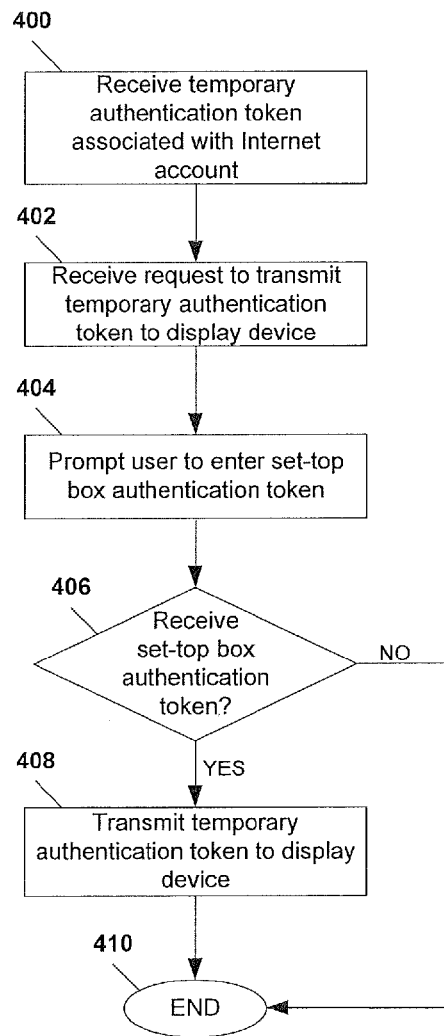 400
Receive temporary
authentication token
associated with Internet
account
402
Receive request to transmit
temporary authentication
token to display device
404
Prompt user to enter set-top
box authentication token
406
Receive
set-top box
authentication
token?
NO
YES
408
Transmit temporary
authentication token to display
device
410
END